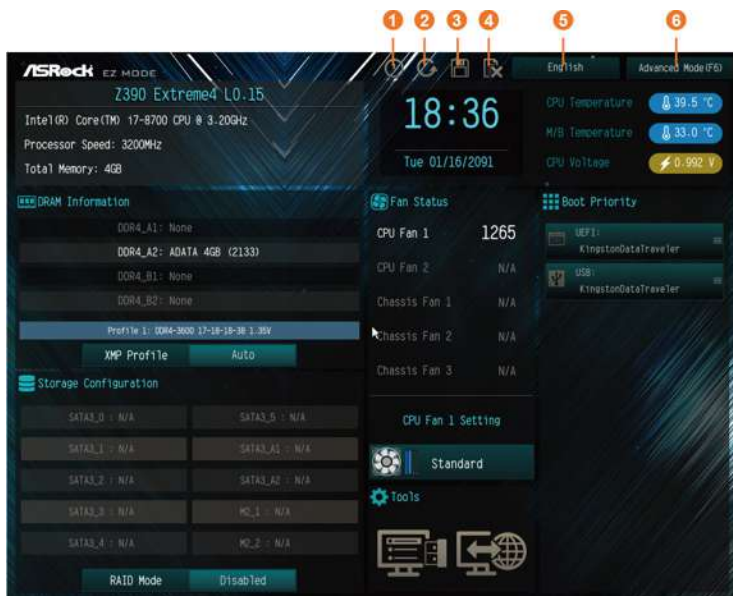 1 2 3 4 5 6
ASRock EZ MODE
English
Advanced Mode(F6)
Z390 Extreme4 L0.15
Intel(R) Core(TM) i7-8700 CPU @ 3.20GHz
Processor Speed: 3200MHz
Total Memory: 4GB
18:36
Tue 01/16/2091
CPU Temperature 39.5 °C
M/B Temperature 33.0 °C
CPU Voltage 0.992 V
DRAM Information
DDR4_A1: None
DDR4_A2: ADATA 4GB (2133)
DDR4_B1: None
DDR4_B2: None
Profile 1: DDR4-3600 17-18-18-38 1.35V
XMP Profile Auto
Storage Configuration
SATA3_0 : N/A SATA3_5 : N/A
SATA3_1 : N/A SATA3_A1 : N/A
SATA3_2 : N/A SATA3_A2 : N/A
SATA3_3 : N/A M2_1 : N/A
SATA3_4 : N/A M2_2 : N/A
RAID Mode Disabled
Fan Status
CPU Fan 1 1265
CPU Fan 2 N/A
Chassis Fan 1 N/A
Chassis Fan 2 N/A
Chassis Fan 3 N/A
CPU Fan 1 Setting
Standard
Tools
Boot Priority
UEFI:
KingstonDataTraveler
USB:
KingstonDataTraveler